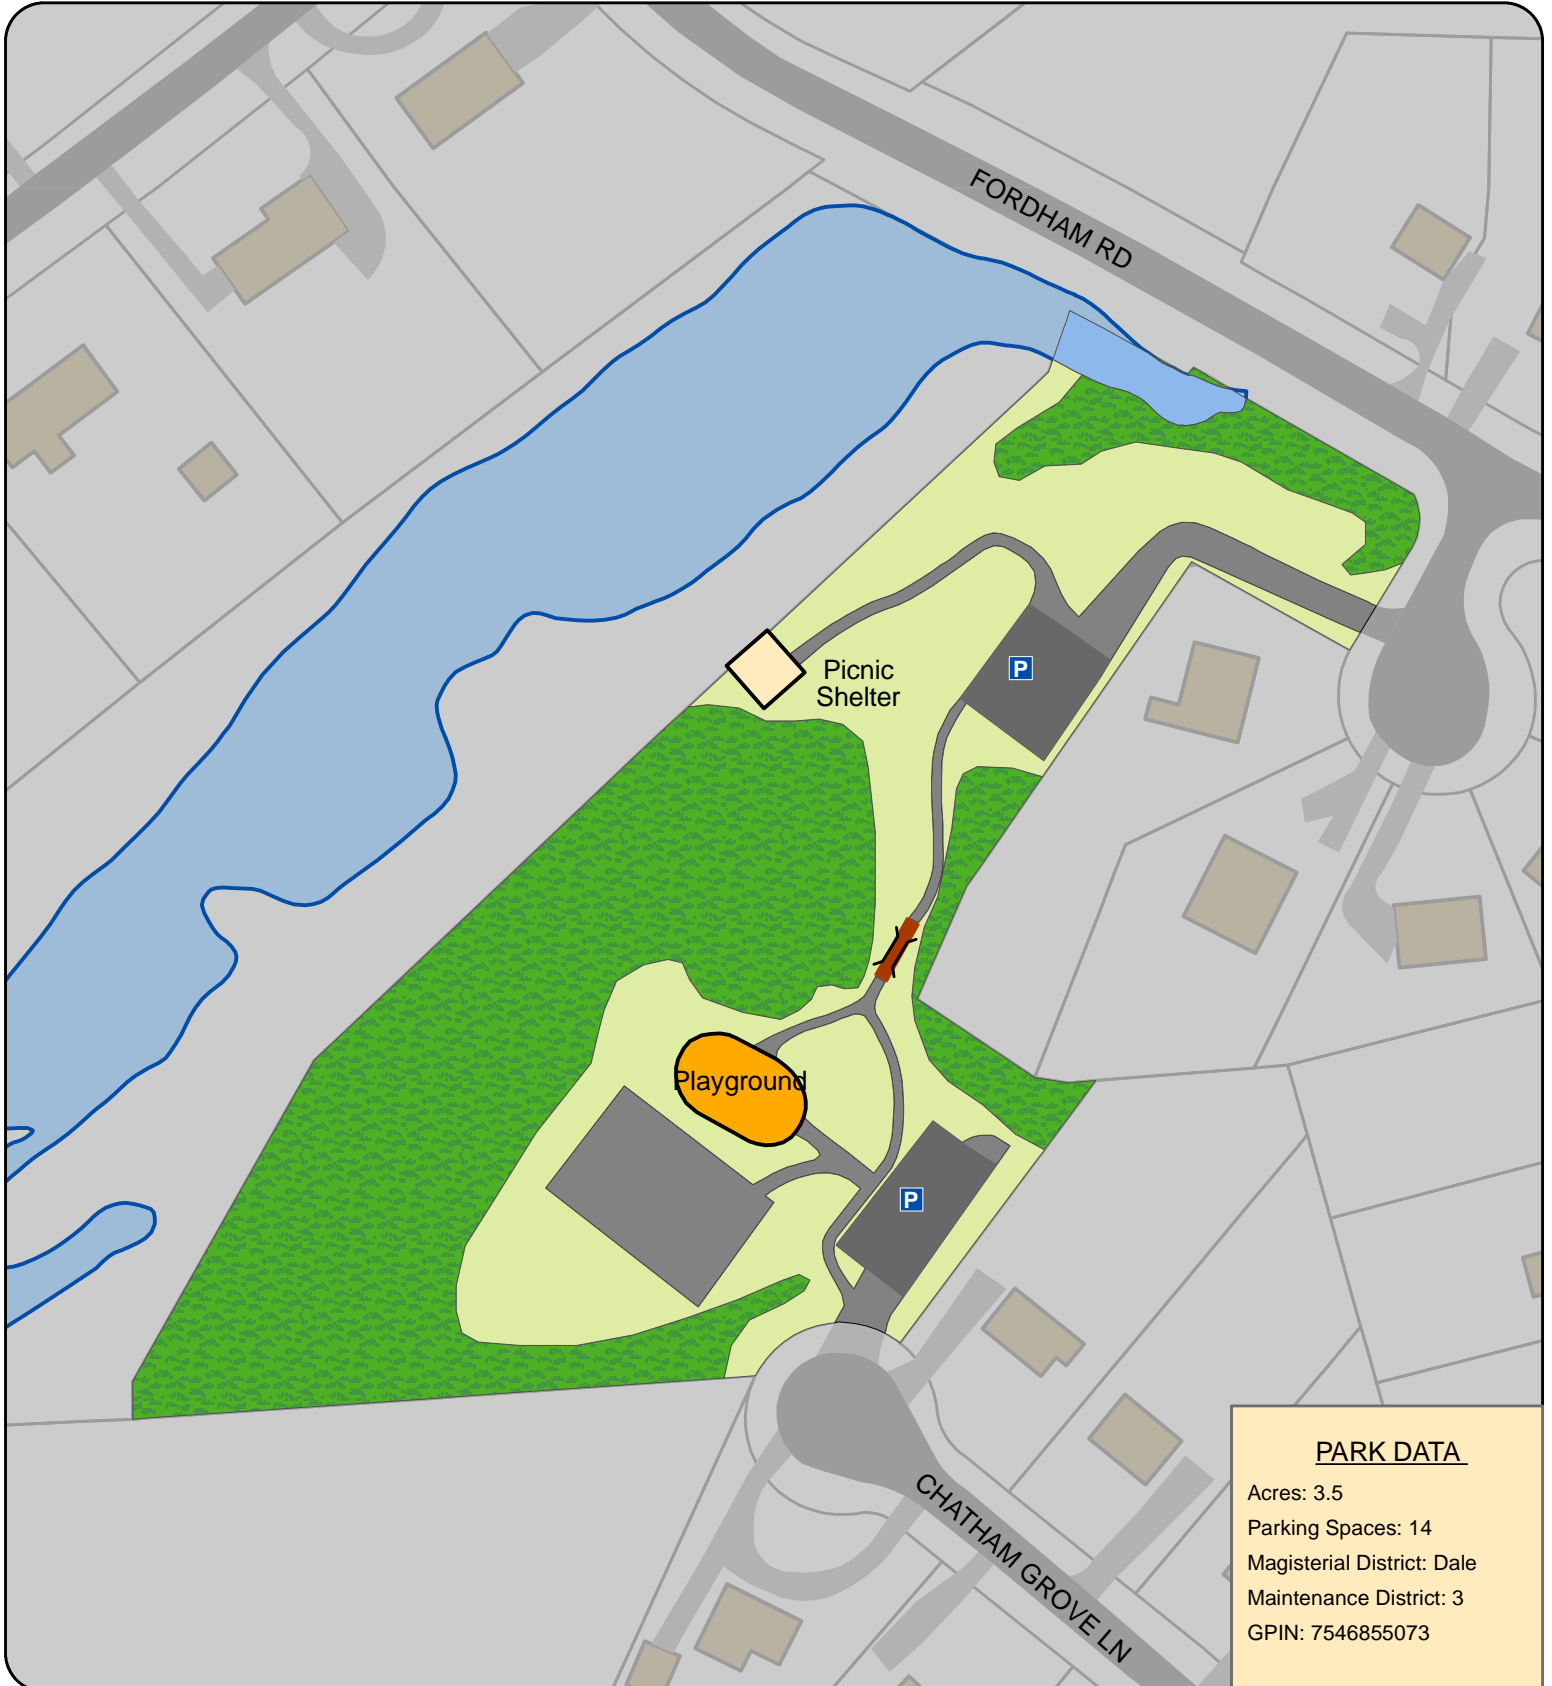 FORDHAM RD
P
Picnic
Shelter
Playground
P
CHATHAM GROVE LN
PARK DATA
Acres: 3.5
Parking Spaces: 14
Magisterial District: Dale
Maintenance District: 3
GPIN: 7546855073